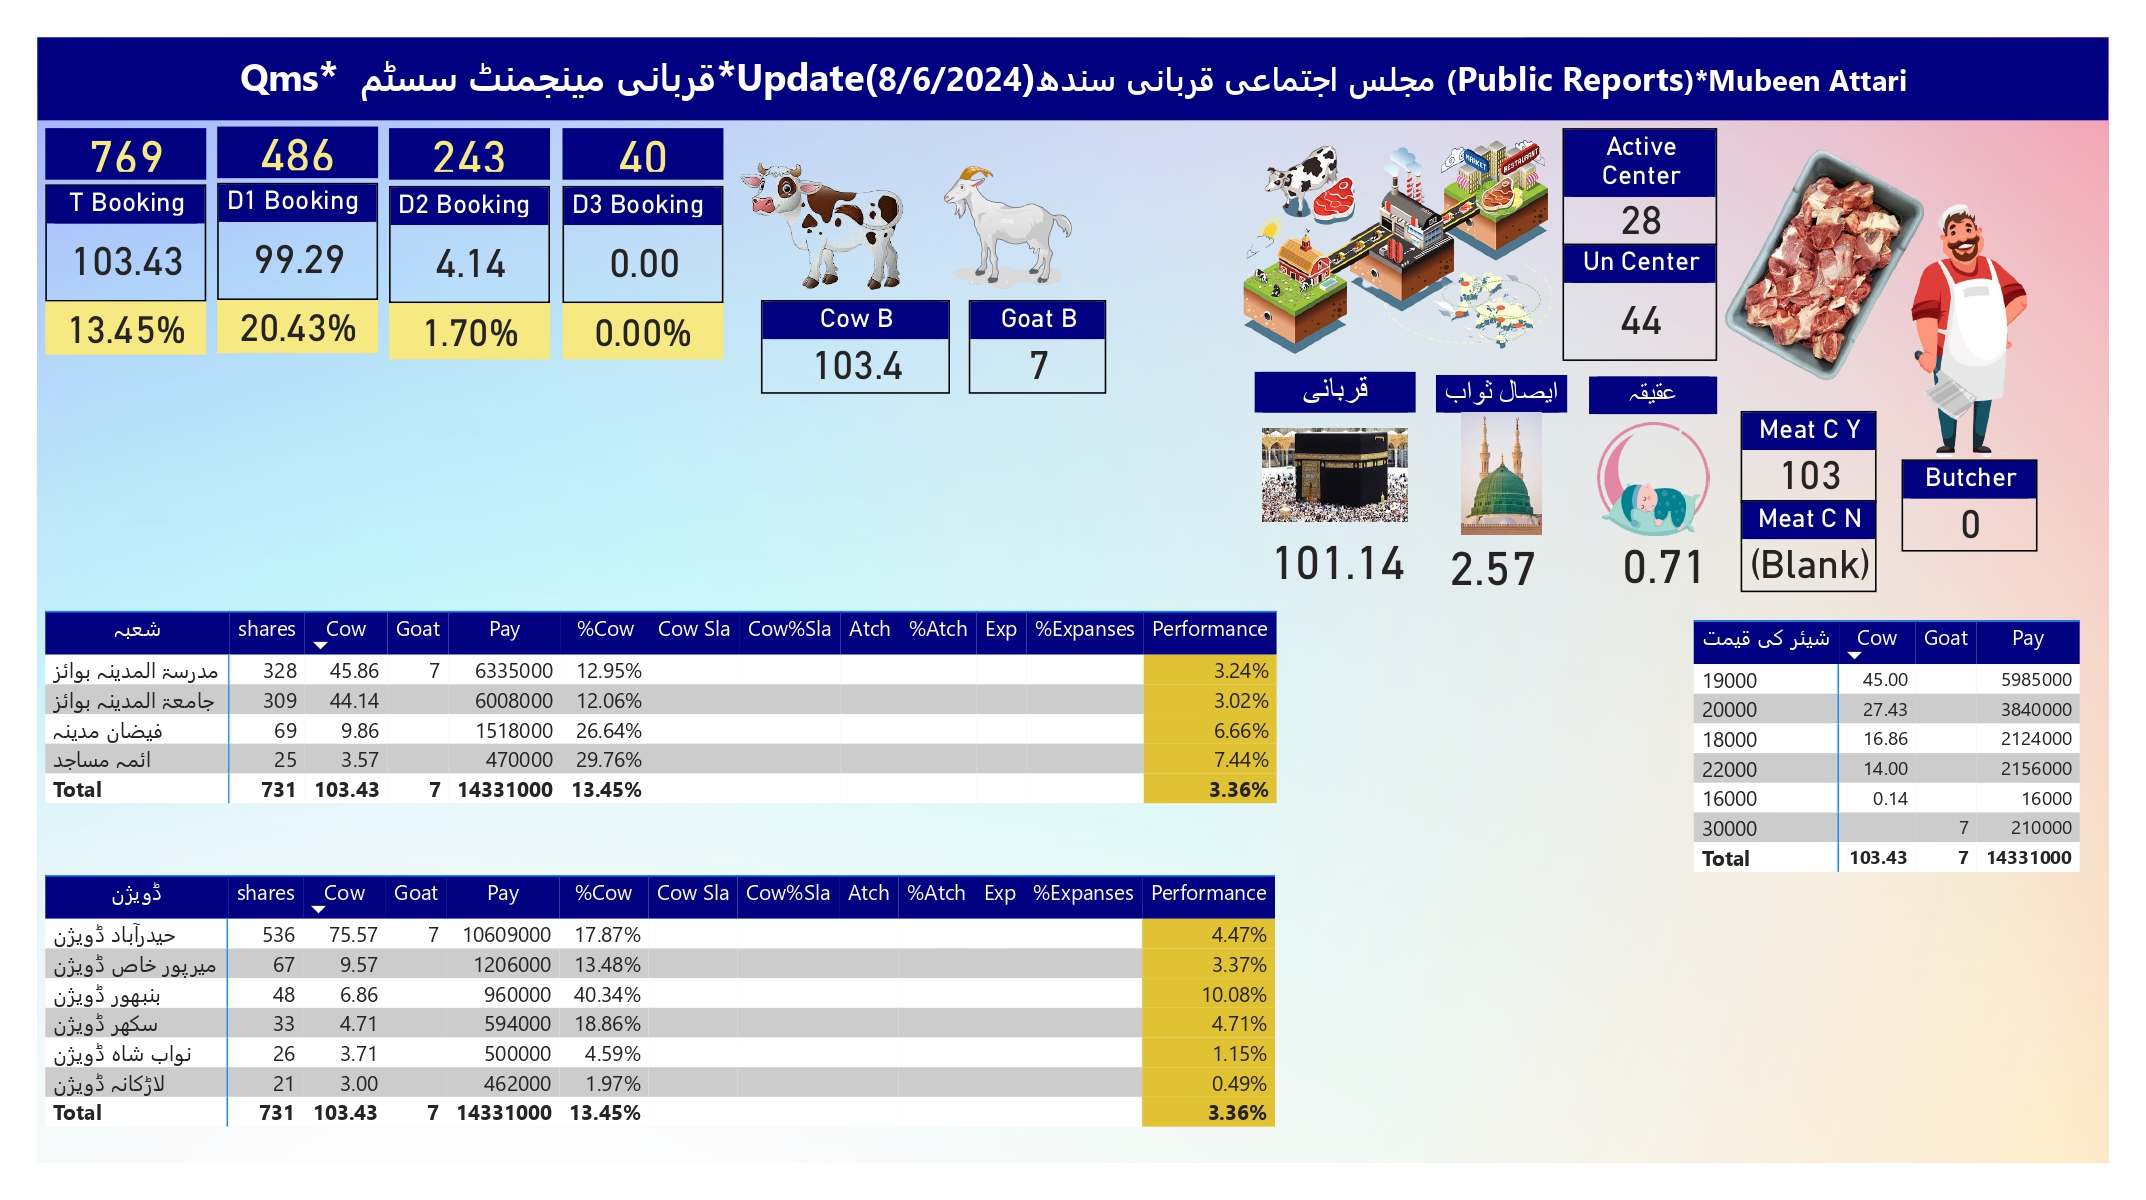 Qms* قربانی مینجمنٹ سسٹم*Update(8/6/2024)مجلس اجتماعی قربانی سندھ (Public Reports)*Mubeen Attari
769 486 243 40
T Booking D1 Booking D2 Booking D3 Booking
103.43 99.29 4.14 0.00
13.45% 20.43% 1.70% 0.00%
Cow B Goat B
103.4 7
MARKET RESTAURANT
Active
Center
28
Un Center
44
قربانی ایصال ثواب عقیقہ
101.14 2.57 0.71
Meat C Y
103
Meat C N
(Blank)
Butcher
0
شعبہ shares Cow Goat Pay %Cow Cow Sla Cow%Sla Atch %Atch Exp %Expanses Performance
مدرسۃ المدینہ بوائز 328 45.86 7 6335000 12.95% 3.24%
جامعۃ المدینہ بوائز 309 44.14 6008000 12.06% 3.02%
فیضان مدینہ 69 9.86 1518000 26.64% 6.66%
ائمہ مساجد 25 3.57 470000 29.76% 7.44%
Total 731 103.43 7 14331000 13.45% 3.36%
شیئر کی قیمت Cow Goat Pay
19000 45.00 5985000
20000 27.43 3840000
18000 16.86 2124000
22000 14.00 2156000
16000 0.14 16000
30000 7 210000
Total 103.43 7 14331000
ڈویژن shares Cow Goat Pay %Cow Cow Sla Cow%Sla Atch %Atch Exp %Expanses Performance
حیدرآباد ڈویژن 536 75.57 7 10609000 17.87% 4.47%
میرپور خاص ڈویژن 67 9.57 1206000 13.48% 3.37%
بنبھور ڈویژن 48 6.86 960000 40.34% 10.08%
سکھر ڈویژن 33 4.71 594000 18.86% 4.71%
نواب شاہ ڈویژن 26 3.71 500000 4.59% 1.15%
لاڑکانہ ڈویژن 21 3.00 462000 1.97% 0.49%
Total 731 103.43 7 14331000 13.45% 3.36%